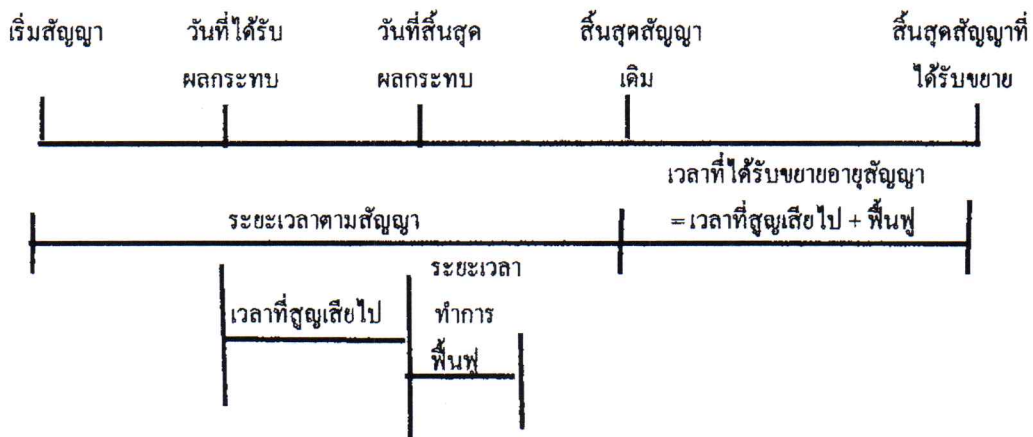 เริ่มสัญญา วันที่ได้รับ วันที่สิ้นสุด สิ้นสุดสัญญา สิ้นสุดสัญญาที่
ผลกระทบ ผลกระทบ เดิม ได้รับขยาย
เวลาที่ได้รับขยายอายุสัญญา
ระยะเวลาตามสัญญา = เวลาที่สูญเสียไป + ฟื้นฟู
ระยะเวลา
เวลาที่สูญเสียไป ทำการ
ฟื้นฟู